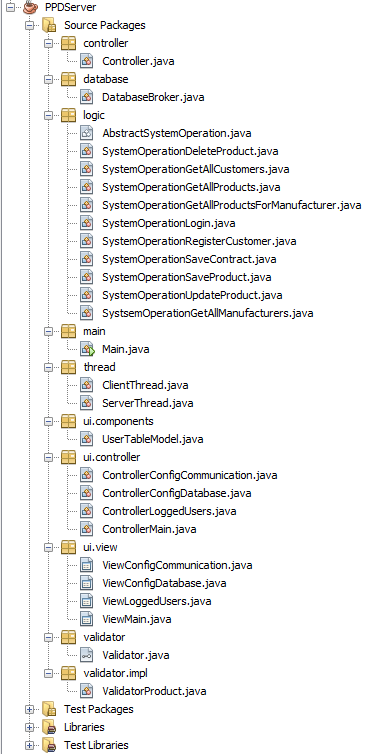 PPDServer
Source Packages
controller
Controller.java
database
DatabaseBroker.java
logic
AbstractSystemOperation.java
SystemOperationDeleteProduct.java
SystemOperationGetAllCustomers.java
SystemOperationGetAllProducts.java
SystemOperationGetAllProductsForManufacturer.java
SystemOperationLogin.java
SystemOperationRegisterCustomer.java
SystemOperationSaveContract.java
SystemOperationSaveProduct.java
SystemOperationUpdateProduct.java
SystsemOperationGetAllManufacturers.java
main
Main.java
thread
ClientThread.java
ServerThread.java
ui.components
UserTableModel.java
ui.controller
ControllerConfigCommunication.java
ControllerConfigDatabase.java
ControllerLoggedUsers.java
ControllerMain.java
ui.view
ViewConfigCommunication.java
ViewConfigDatabase.java
ViewLoggedUsers.java
ViewMain.java
validator
Validator.java
validator.impl
ValidatorProduct.java
Test Packages
Libraries
Test Libraries